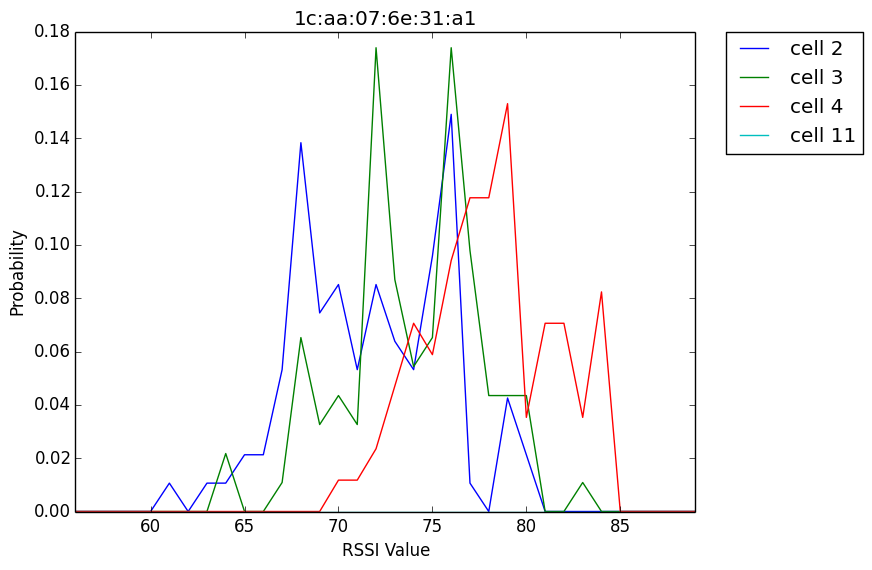 1c:aa:07:6e:31:a1
0.18
0.16
0.14
0.12
0.10
0.08
0.06
0.04
0.02
0.00
Probability
60 65 70 75 80 85
RSSI Value
cell 2
cell 3
cell 4
cell 11